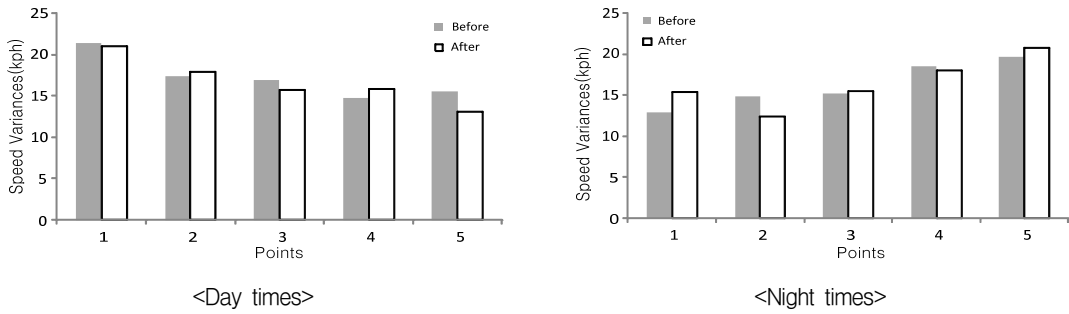 Speed Variances(kph)
25
20
15
10
5
0
Before
After
1 2 3 4 5
Points
<Day times>
Speed Variances(kph)
25
20
15
10
5
0
Before
After
1 2 3 4 5
Points
<Night times>